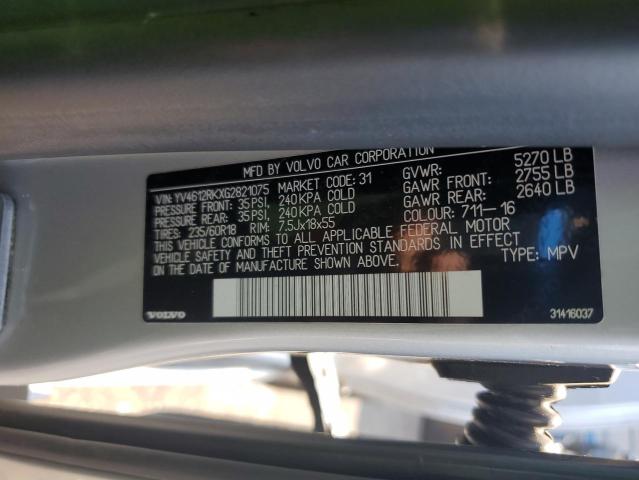 MFD BY VOLVO CAR CORPORATION
VIN: YV4612RKXG2821075 MARKET CODE: 31 GVWR: 5270 LB
PRESSURE FRONT: 35 PSI, 240 KPA COLD GAWR FRONT: 2755 LB
PRESSURE REAR: 35 PSI, 240 KPA COLD GAWR REAR: 2640 LB
TIRES: 235/60R18 RIM: 7,5Jx18x55 COLOUR: 711- 16
THIS VEHICLE CONFORMS TO ALL APPLICABLE FEDERAL MOTOR
VEHICLE SAFETY AND THEFT PREVENTION STANDARDS IN EFFECT
ON THE DATE OF MANUFACTURE SHOWN ABOVE. TYPE: MPV
VOLVO 31416037